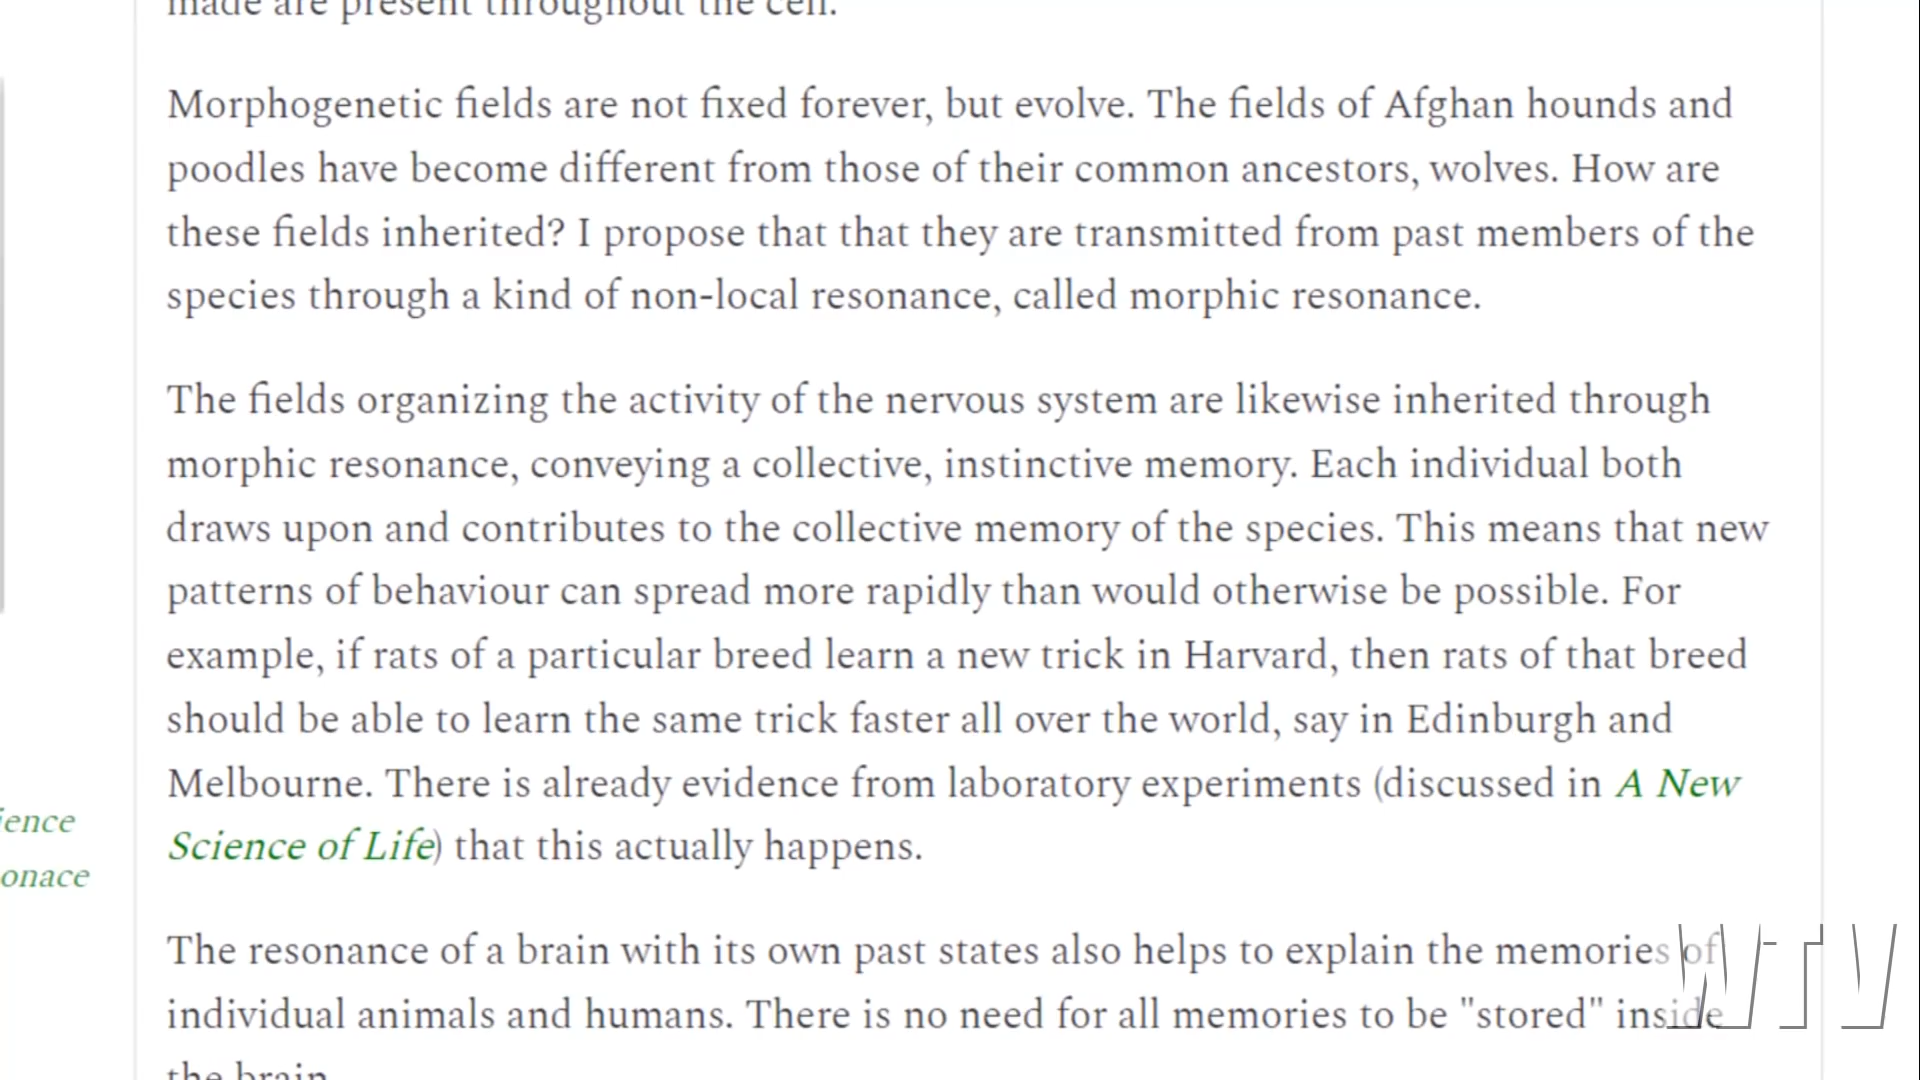 made are present throughout the cell.
Morphogenetic fields are not fixed forever, but evolve. The fields of Afghan hounds and
poodles have become different from those of their common ancestors, wolves. How are
these fields inherited? I propose that that they are transmitted from past members of the
species through a kind of non-local resonance, called morphic resonance.
The fields organizing the activity of the nervous system are likewise inherited through
morphic resonance, conveying a collective, instinctive memory. Each individual both
draws upon and contributes to the collective memory of the species. This means that new
patterns of behaviour can spread more rapidly than would otherwise be possible. For
example, if rats of a particular breed learn a new trick in Harvard, then rats of that breed
should be able to learn the same trick faster all over the world, say in Edinburgh and
Melbourne. There is already evidence from laboratory experiments (discussed in A New
Science of Life) that this actually happens.
ience
onace
The resonance of a brain with its own past states also helps to explain the memories of
individual animals and humans. There is no need for all memories to be "stored" inside
the brain.
WTV